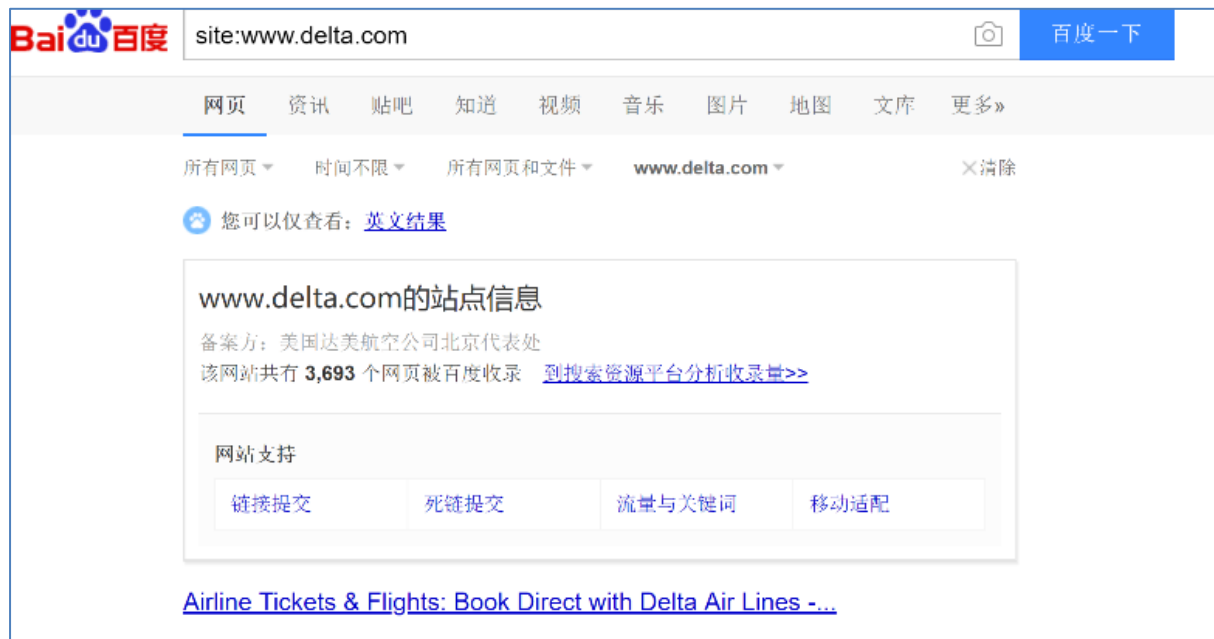 Bai du 百度 site:www.delta.com 百度一下
网页 资讯 贴吧 知道 视频 音乐 图片 地图 文库 更多»
所有网页 时间不限 所有网页和文件 www.delta.com ×清除
您可以仅查看：英文结果
www.delta.com的站点信息
备案方：美国达美航空公司北京代表处
该网站共有 3,693 个网页被百度收录 到搜索资源平台分析收录量>>
网站支持
链接提交 死链提交 流量与关键词 移动适配
Airline Tickets & Flights: Book Direct with Delta Air Lines -...